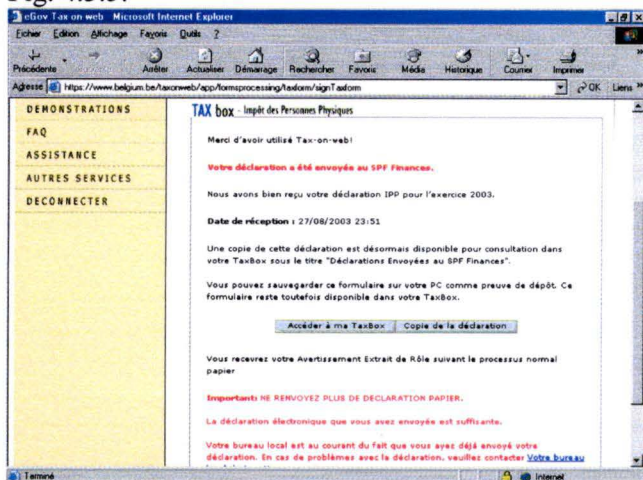 eGov Tax on web Microsoft Internet Explorer
Fichier Edition Affichage Favoris Outils ?
Précédente Arrêter Actualiser Démarrage Rechercher Favoris Média Historique Courrier Imprimer
Adresse https://www.belgium.be/taxonweb/app/formsprocessing/taxform/signTaxform OK Liens »
DEMONSTRATIONS
FAQ
ASSISTANCE
AUTRES SERVICES
DECONNECTER
TAX box - Impôt des Personnes Physiques
Merci d'avoir utilisé Tax-on-web!
Votre déclaration a été envoyée au SPF Finances.
Nous avons bien reçu votre déclaration IPP pour l'exercice 2003.
Date de réception : 27/08/2003 23:51
Une copie de cette déclaration est désormais disponible pour consultation dans
votre TaxBox sous le titre "Déclarations Envoyées au SPF Finances".
Vous pouvez sauvegarder ce formulaire sur votre PC comme preuve de dépôt. Ce
formulaire reste toutefois disponible dans votre TaxBox.
Accéder à ma TaxBox Copie de la déclaration
Vous recevrez votre Avertissement Extrait de Rôle suivant le processus normal
papier
Important: NE RENVOYEZ PLUS DE DECLARATION PAPIER.
La déclaration électronique que vous avez envoyée est suffisante.
Votre bureau local est au courant du fait que vous ayez déjà envoyé votre
déclaration. En cas de problèmes avec la déclaration, veuillez contacter Votre bureau
Terminé Internet